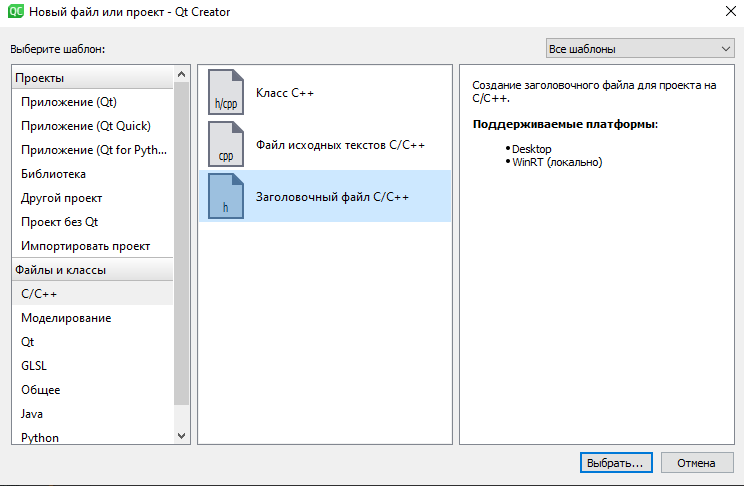 QC Новый файл или проект - Qt Creator
Выберите шаблон:
Все шаблоны
Проекты
Приложение (Qt)
Приложение (Qt Quick)
Приложение (Qt for Pyth...
Библиотека
Другой проект
Проект без Qt
Импортировать проект
Файлы и классы
C/C++
Моделирование
Qt
GLSL
Общее
Java
Python
h/cpp
Класс C++
cpp
Файл исходных текстов C/C++
h
Заголовочный файл C/C++
Создание заголовочного файла для проекта на
C/C++.
Поддерживаемые платформы:
• Desktop
• WinRT (локально)
Выбрать...
Отмена